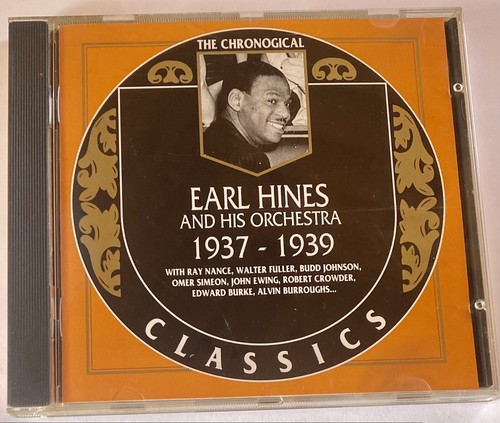 THE CHRONOGICAL
EARL HINES
AND HIS ORCHESTRA
1937 - 1939
WITH RAY NANCE, WALTER FULLER, BUDD JOHNSON,
OMER SIMEON, JOHN EWING, ROBERT CROWDER,
EDWARD BURKE, ALVIN BURROUGHS...
CLASSICS